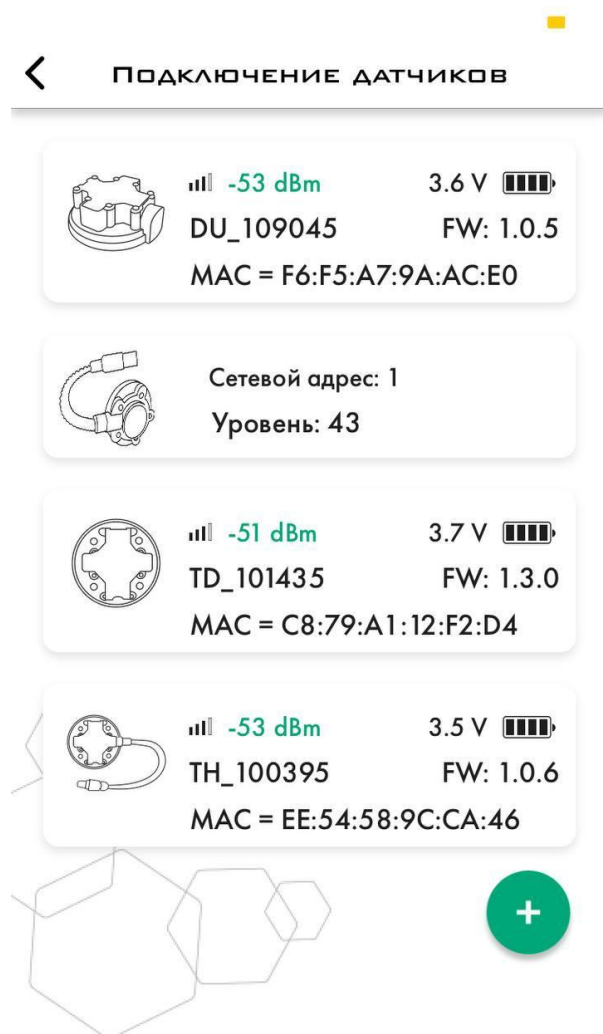 Подключение датчиков
-53 dBm 3.6 V
DU_109045 FW: 1.0.5
MAC = F6:F5:A7:9A:AC:E0
Сетевой адрес: 1
Уровень: 43
-51 dBm 3.7 V
TD_101435 FW: 1.3.0
MAC = C8:79:A1:12:F2:D4
-53 dBm 3.5 V
TH_100395 FW: 1.0.6
MAC = EE:54:58:9C:CA:46
+